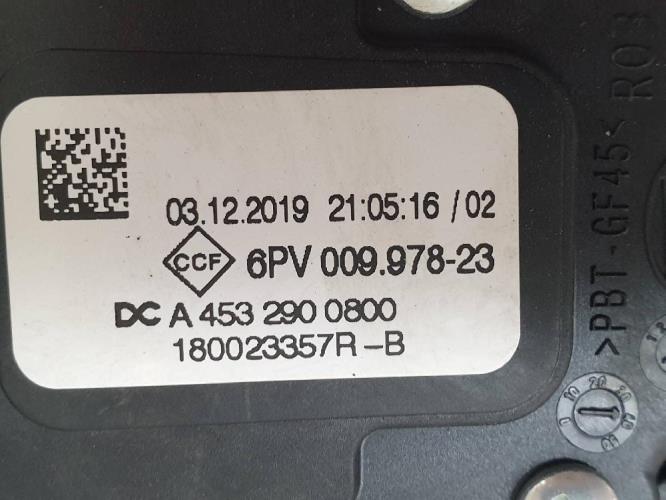 03.12.2019 21:05:16 / 02
CCF 6PV 009.978-23
DC A 453 290 0800
180023357R-B
>PBT-GF45< R03